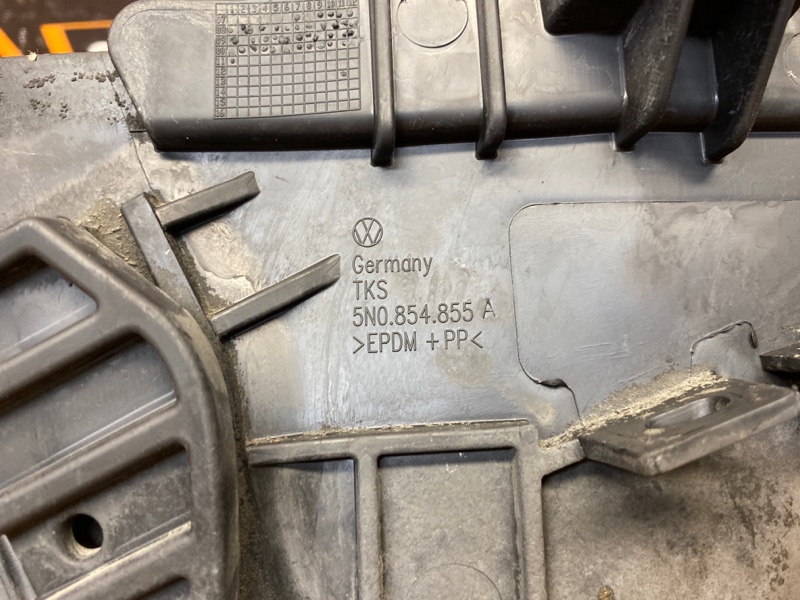 Germany
TKS
5N0.854.855 A
>EPDM + PP<